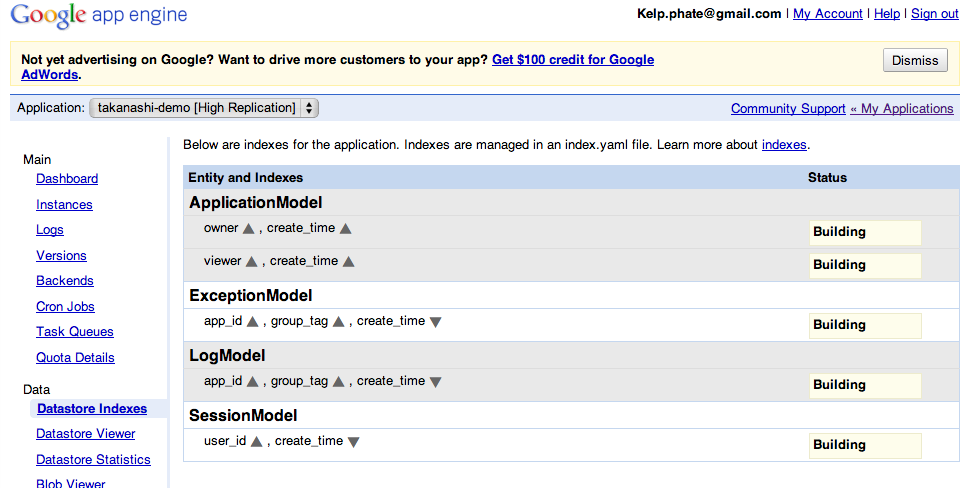 Google app engine
Kelp.phate@gmail.com | My Account | Help | Sign out
Not yet advertising on Google? Want to drive more customers to your app? Get $100 credit for Google
AdWords.
Dismiss
Application: takanashi-demo [High Replication]
Community Support « My Applications
Main
Dashboard
Instances
Logs
Versions
Backends
Cron Jobs
Task Queues
Quota Details
Data
Datastore Indexes
Datastore Viewer
Datastore Statistics
Blob Viewer
Below are indexes for the application. Indexes are managed in an index.yaml file. Learn more about indexes.
Entity and Indexes Status
ApplicationModel
owner ▲ , create_time ▲ Building
viewer ▲ , create_time ▲ Building
ExceptionModel
app_id ▲ , group_tag ▲ , create_time ▼ Building
LogModel
app_id ▲ , group_tag ▲ , create_time ▼ Building
SessionModel
user_id ▲ , create_time ▼ Building